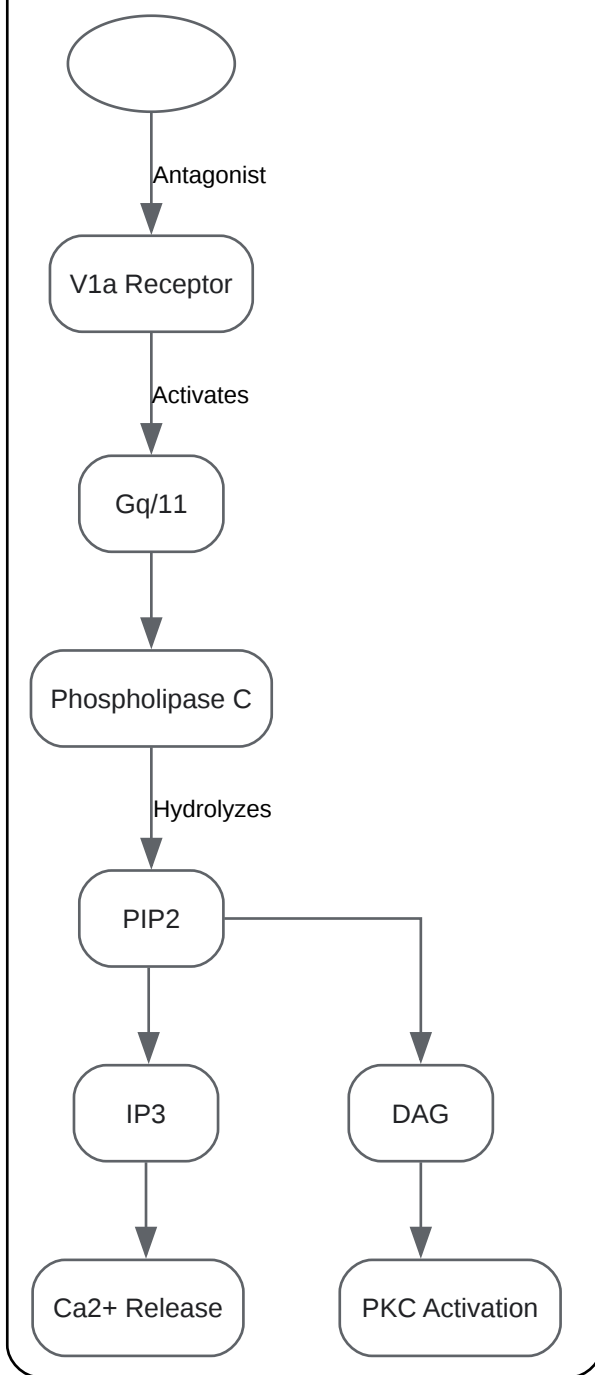 Antagonist
V1a Receptor
Activates
Gq/11
Phospholipase C
Hydrolyzes
PIP2
IP3
DAG
Ca2+ Release
PKC Activation